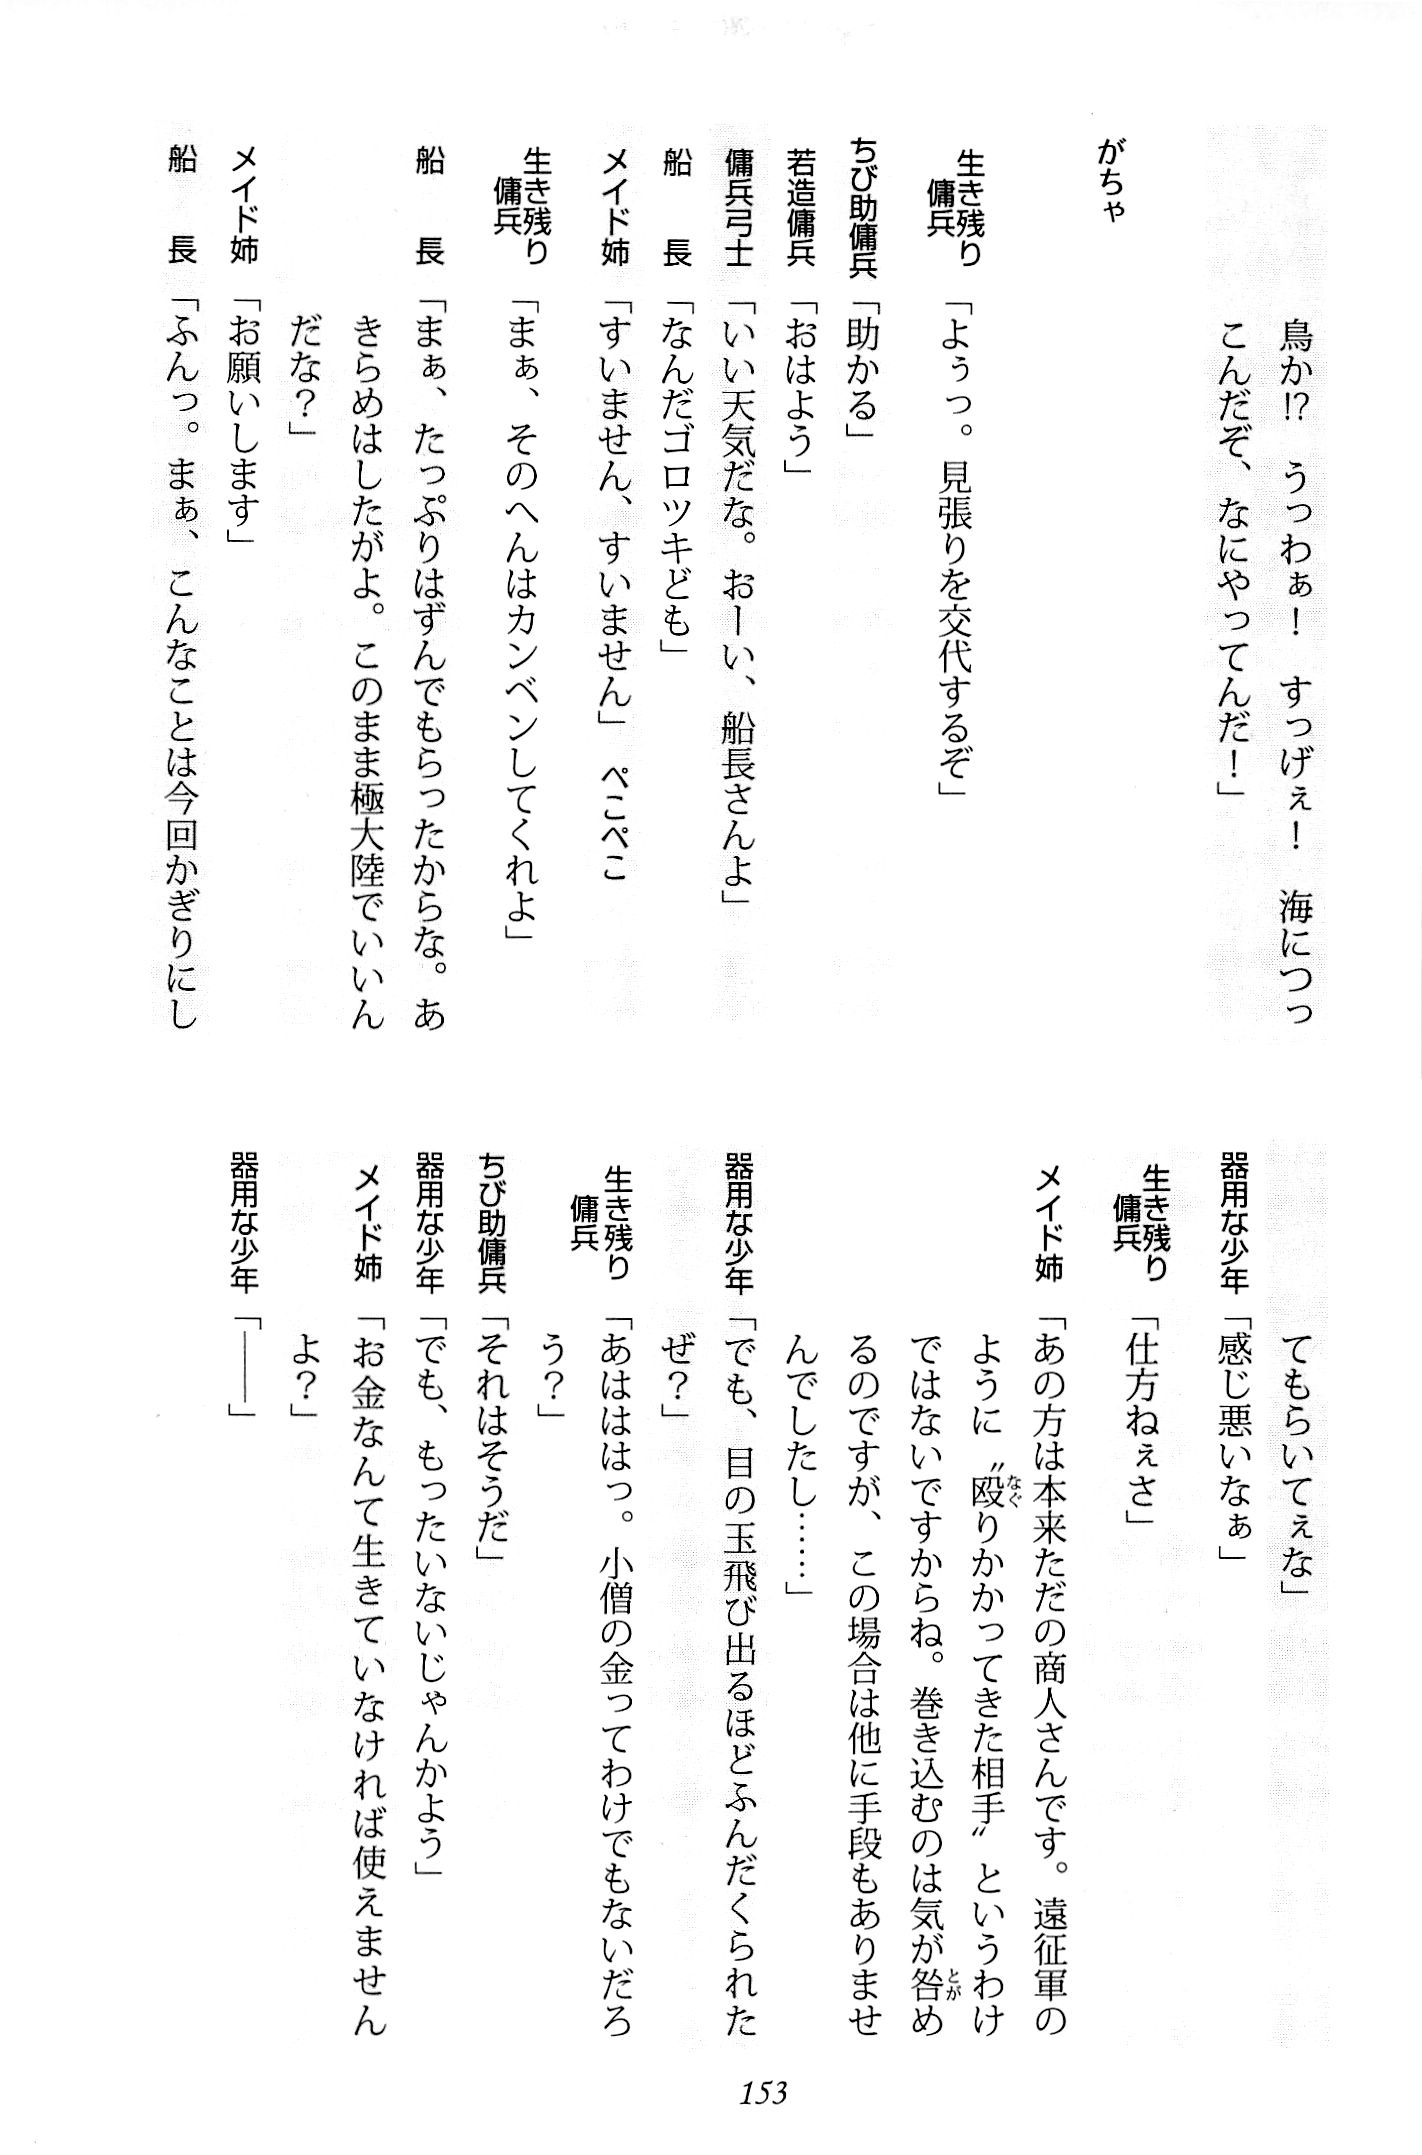 鳥か!? うっわぁ! すっげぇ! 海につっ
こんだぞ、なにやってんだ!」
がちゃ
生き残り傭兵「よぅっ。見張りを交代するぞ」
ちび助傭兵「助かる」
若造傭兵「おはよう」
傭兵弓士「いい天気だな。おーい、船長さんよ」
船長「なんだゴロツキども」
メイド姉「すいません、すいません」ぺこぺこ
生き残り傭兵「まぁ、そのへんはカンベンしてくれよ」
船長「まぁ、たっぷりはずんでもらったからな。あ
きらめはしたがよ。このまま極大陸でいいん
だな?」
メイド姉「お願いします」
船長「ふんっ。まぁ、こんなことは今回かぎりにし
てもらいてぇな」
器用な少年「感じ悪いなぁ」
生き残り傭兵「仕方ねぇさ」
メイド姉「あの方は本来ただの商人さんです。遠征軍の
ように〝殴りかかってきた相手〟というわけ
ではないですからね。巻き込むのは気が咎め
るのですが、この場合は他に手段もありませ
んでしたし……」
器用な少年「でも、目の玉飛び出るほどふんだくられた
ぜ?」
生き残り傭兵「あはははっ。小僧の金ってわけでもないだろ
う?」
ちび助傭兵「それはそうだ」
器用な少年「でも、もったいないじゃんかよう」
メイド姉「お金なんて生きていなければ使えません
よ?」
器用な少年「――」
153